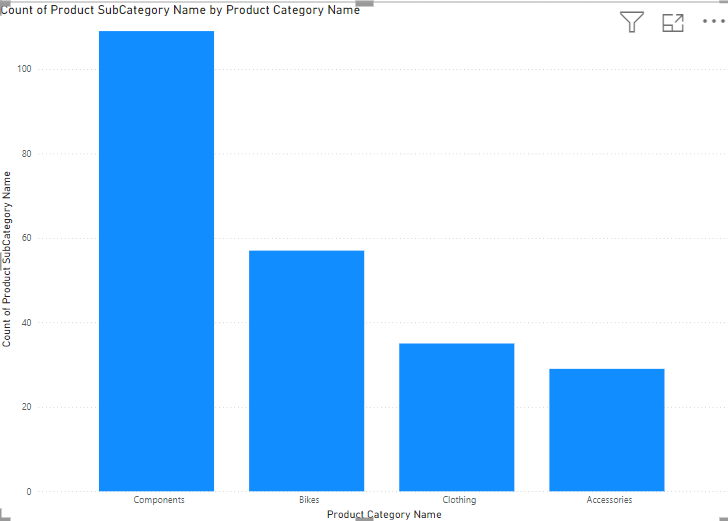 Count of Product SubCategory Name by Product Category Name
100
80
60
40
20
0
Count of Product SubCategory Name
Components Bikes Clothing Accessories
Product Category Name